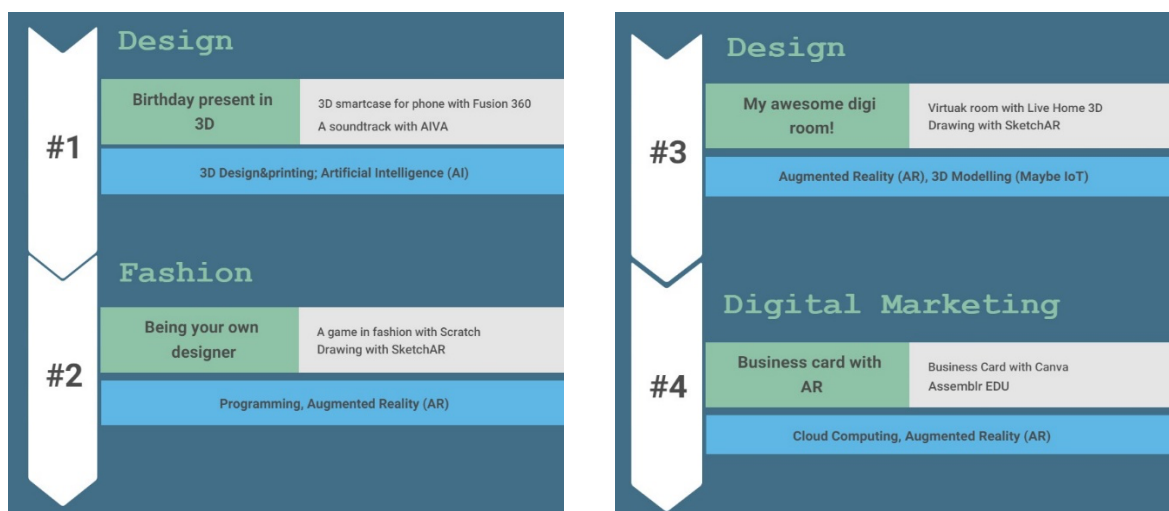 Design
#1
Birthday present in
3D
3D smartcase for phone with Fusion 360
A soundtrack with AIVA
3D Design&printing; Artificial Intelligence (AI)
Fashion
#2
Being your own
designer
A game in fashion with Scratch
Drawing with SketchAR
Programming, Augmented Reality (AR)
Design
#3
My awesome digi
room!
Virtuak room with Live Home 3D
Drawing with SketchAR
Augmented Reality (AR), 3D Modelling (Maybe IoT)
Digital Marketing
#4
Business card with
AR
Business Card with Canva
Assemblr EDU
Cloud Computing, Augmented Reality (AR)